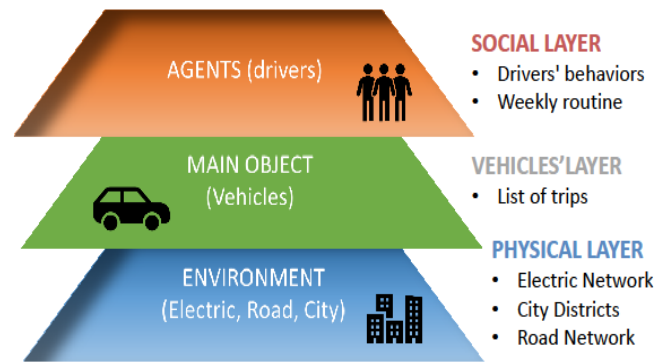 AGENTS (drivers)
SOCIAL LAYER
• Drivers' behaviors
• Weekly routine
MAIN OBJECT
(Vehicles)
VEHICLES'LAYER
• List of trips
ENVIRONMENT
(Electric, Road, City)
PHYSICAL LAYER
• Electric Network
• City Districts
• Road Network